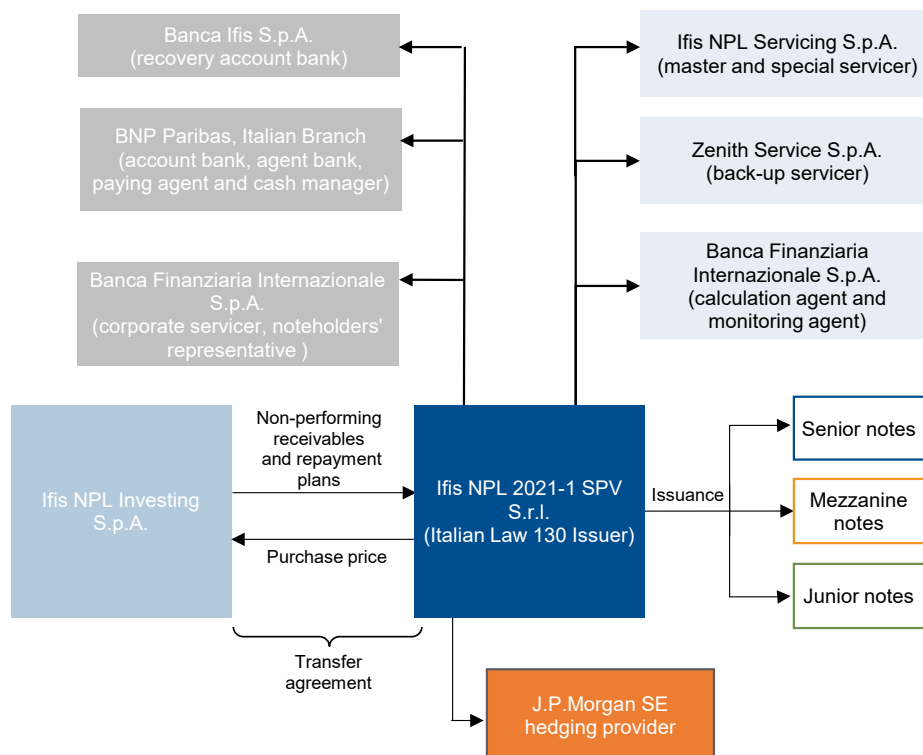 Banca Ifis S.p.A.
(recovery account bank)
Ifis NPL Servicing S.p.A.
(master and special servicer)
BNP Paribas, Italian Branch
(account bank, agent bank,
paying agent and cash manager)
Zenith Service S.p.A.
(back-up servicer)
Banca Finanziaria Internazionale
S.p.A.
(corporate servicer, noteholders'
representative )
Banca Finanziaria
Internazionale S.p.A.
(calculation agent and
monitoring agent)
Ifis NPL Investing
S.p.A.
Non-performing
receivables
and repayment
plans
Purchase price
Transfer
agreement
Ifis NPL 2021-1 SPV
S.r.l.
(Italian Law 130 Issuer)
Issuance
Senior notes
Mezzanine
notes
Junior notes
J.P.Morgan SE
hedging provider